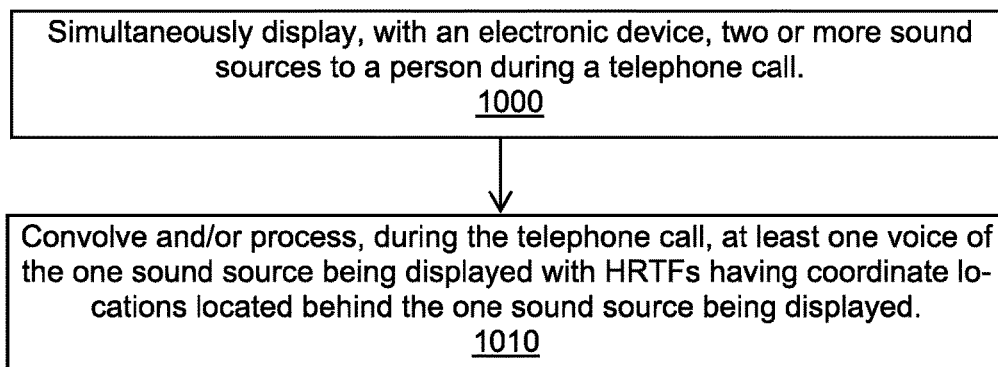 Simultaneously display, with an electronic device, two or more sound
sources to a person during a telephone call.
1000
Convolve and/or process, during the telephone call, at least one voice of
the one sound source being displayed with HRTFs having coordinate lo-
cations located behind the one sound source being displayed.
1010